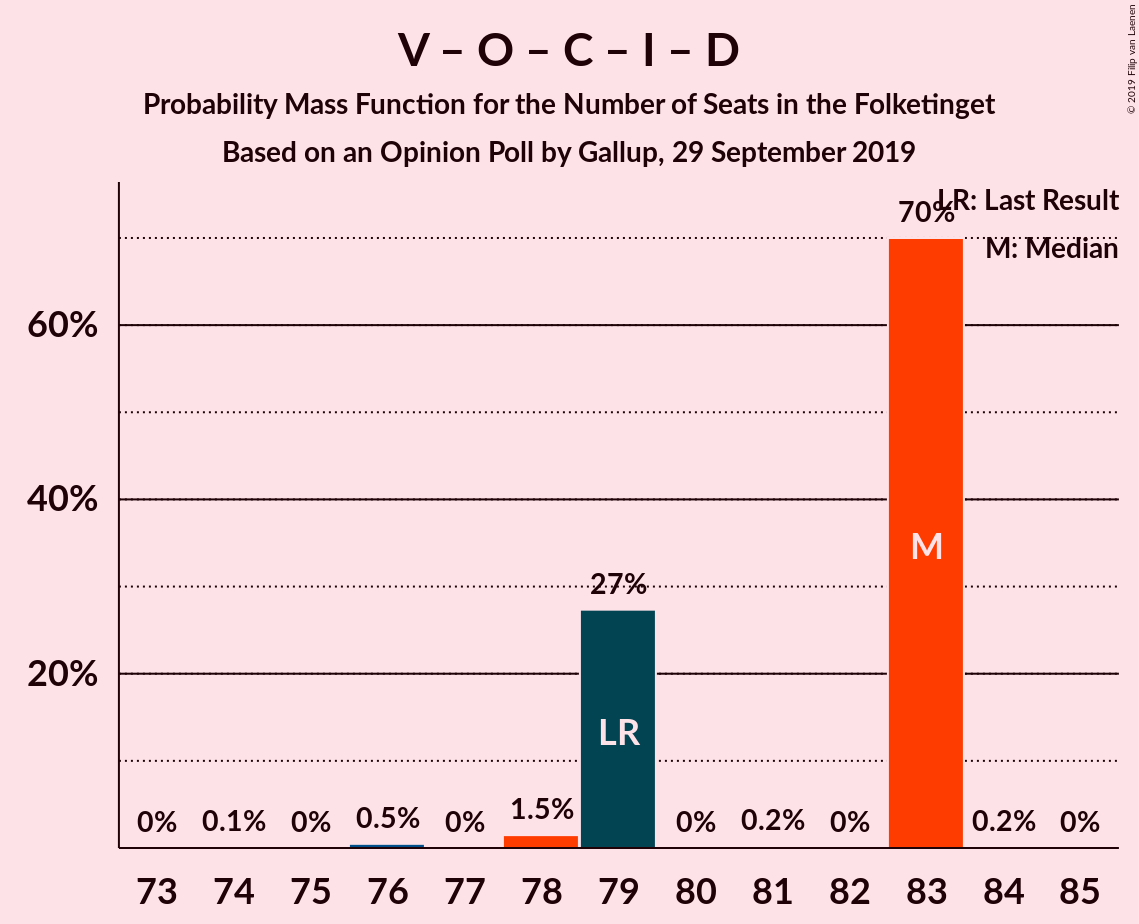 V – O – C – I – D
Probability Mass Function for the Number of Seats in the Folketinget
Based on an Opinion Poll by Gallup, 29 September 2019
© 2019 Filip van Laenen
LR: Last Result
M: Median
60%
40%
20%
0%
0.1%
0%
0.5%
0%
1.5%
27%
0%
0.2%
0%
70%
0.2%
0%
LR
M
73 74 75 76 77 78 79 80 81 82 83 84 85